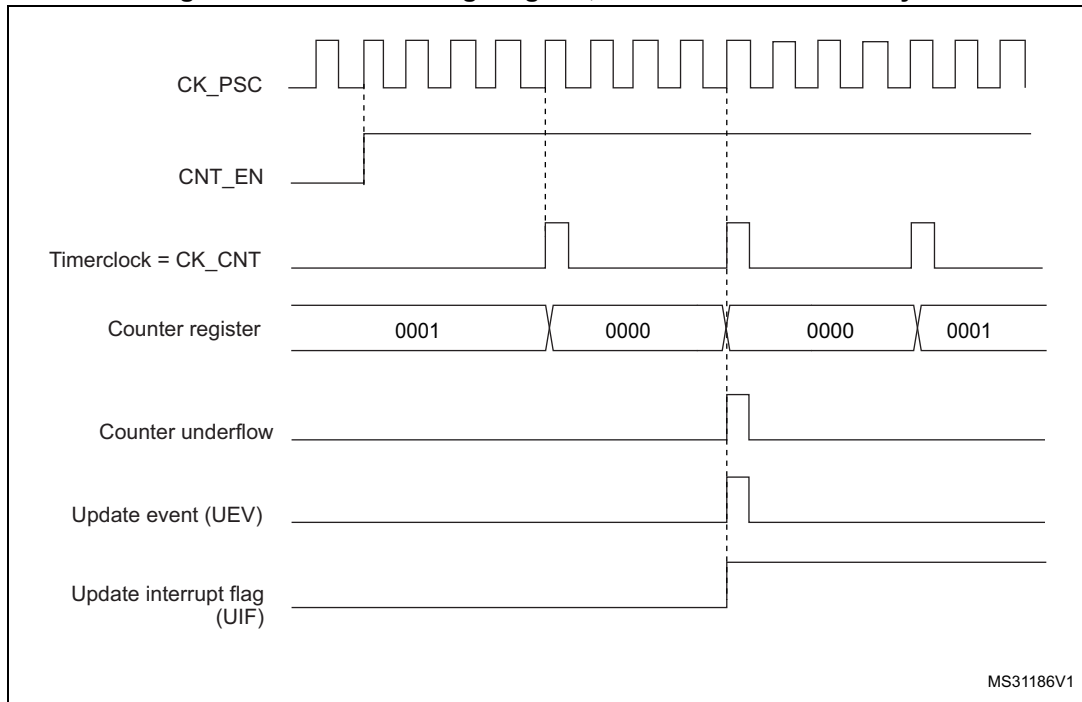 CK_PSC
CNT_EN
Timerclock = CK_CNT
Counter register 0001 0000 0000 0001
Counter underflow
Update event (UEV)
Update interrupt flag
(UIF)
MS31186V1